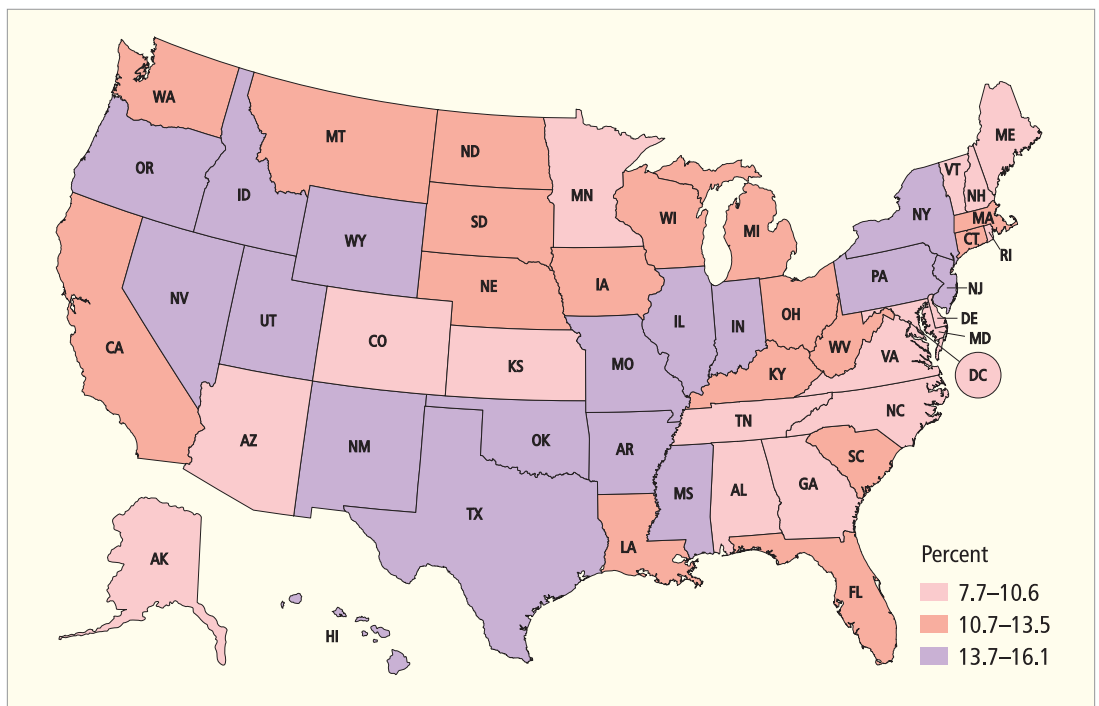 WA
MT
ND
MN
ME
VT
NH
OR
ID
SD
WI
MI
NY
MA
CT
RI
WY
NE
IA
PA
NJ
NV
UT
CO
KS
MO
IL
IN
OH
WV
DE
MD
VA
DC
CA
KY
AZ
NM
OK
AR
TN
NC
SC
TX
MS
AL
GA
LA
FL
AK
HI
Percent
7.7–10.6
10.7–13.5
13.7–16.1